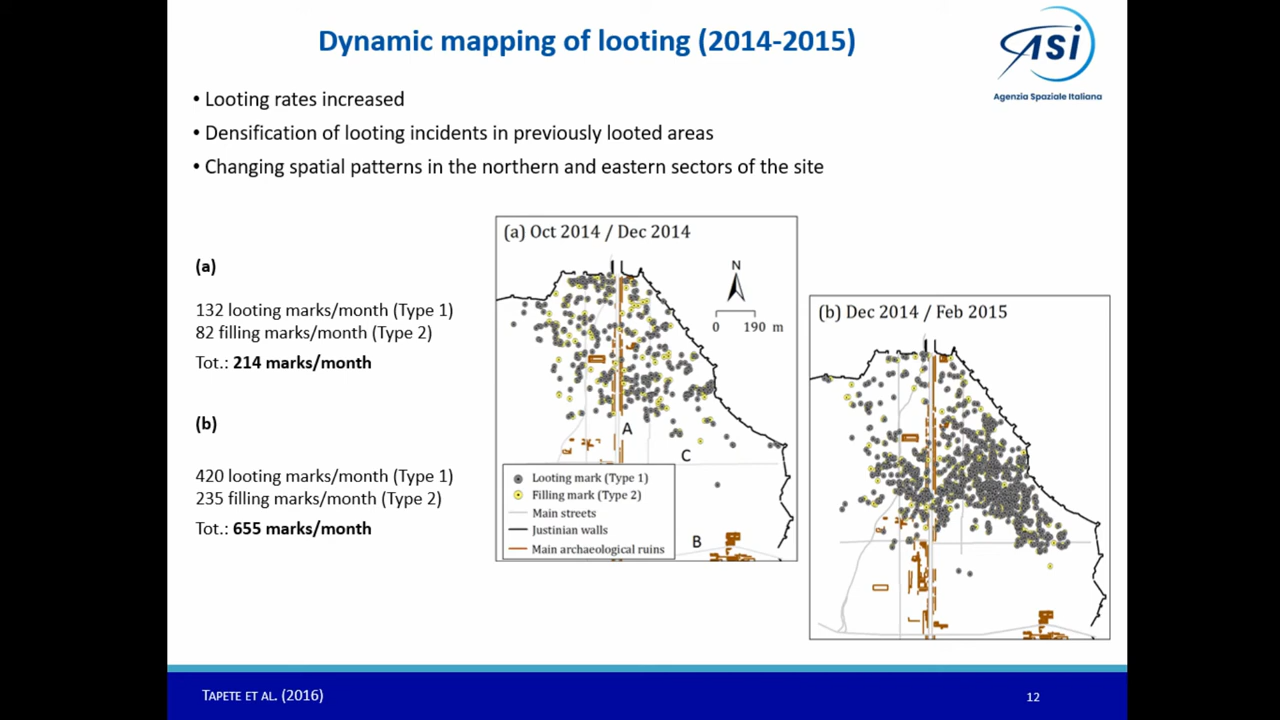 Dynamic mapping of looting (2014-2015)
asi
Agenzia Spaziale Italiana
• Looting rates increased
• Densification of looting incidents in previously looted areas
• Changing spatial patterns in the northern and eastern sectors of the site
(a)
132 looting marks/month (Type 1)
82 filling marks/month (Type 2)
Tot.: 214 marks/month
(b)
420 looting marks/month (Type 1)
235 filling marks/month (Type 2)
Tot.: 655 marks/month
(a) Oct 2014 / Dec 2014
N
0 190 m
A
C
B
Looting mark (Type 1)
Filling mark (Type 2)
Main streets
Justinian walls
Main archaeological ruins
(b) Dec 2014 / Feb 2015
TAPETE ET AL. (2016)
12